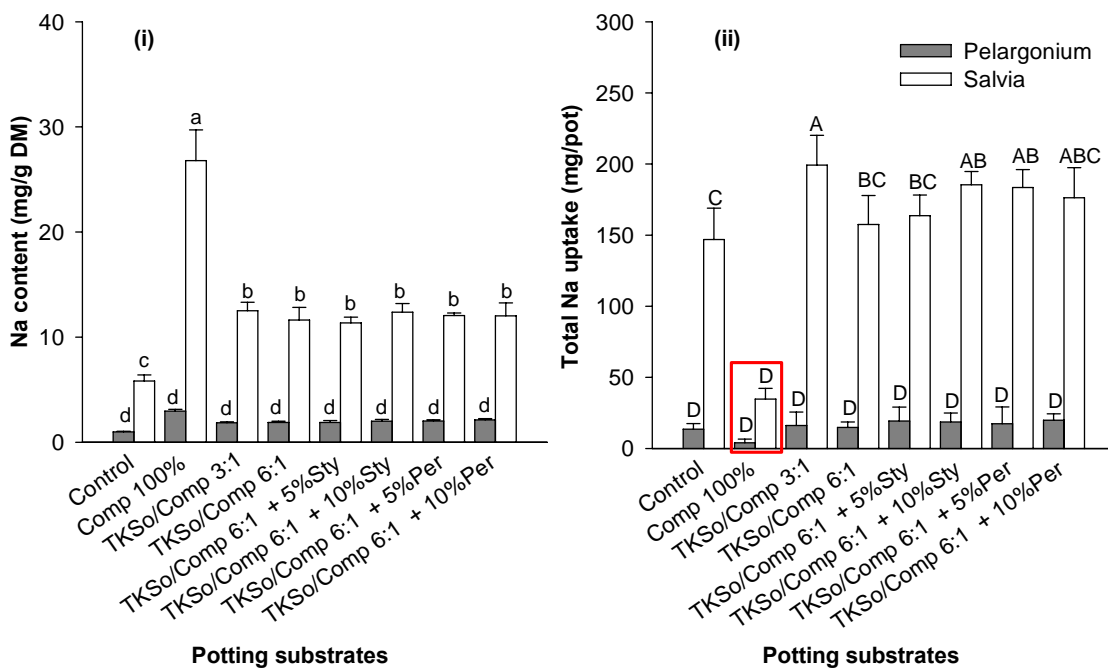 (i)
Na content (mg/g DM)
40
30
20
10
0
d
c
d
a
d
b
d
b
d
b
d
b
d
b
d
b
Control
Comp 100%
TKSo/Comp 3:1
TKSo/Comp 6:1
TKSo/Comp 6:1 + 5%Sty
TKSo/Comp 6:1 + 10%Sty
TKSo/Comp 6:1 + 5%Per
TKSo/Comp 6:1 + 10%Per
Potting substrates
(ii)
Pelargonium
Salvia
Total Na uptake (mg/pot)
300
250
200
150
100
50
0
D
C
D
D
D
A
D
BC
D
BC
D
AB
D
AB
D
ABC
Control
Comp 100%
TKSo/Comp 3:1
TKSo/Comp 6:1
TKSo/Comp 6:1 + 5%Sty
TKSo/Comp 6:1 + 10%Sty
TKSo/Comp 6:1 + 5%Per
TKSo/Comp 6:1 + 10%Per
Potting substrates